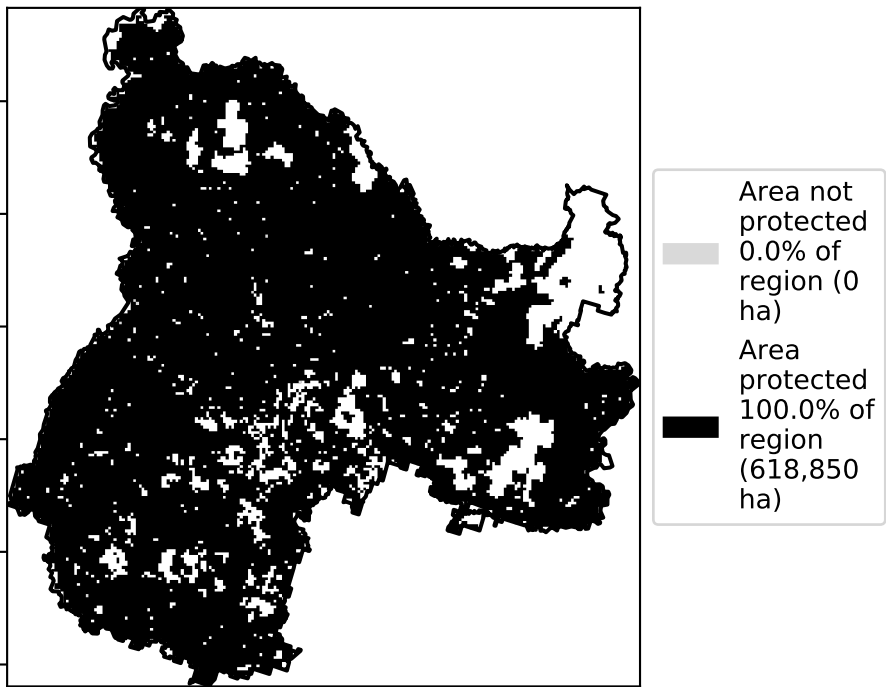 Area not
protected
0.0% of
region (0
ha)
Area
protected
100.0% of
region
(618,850
ha)